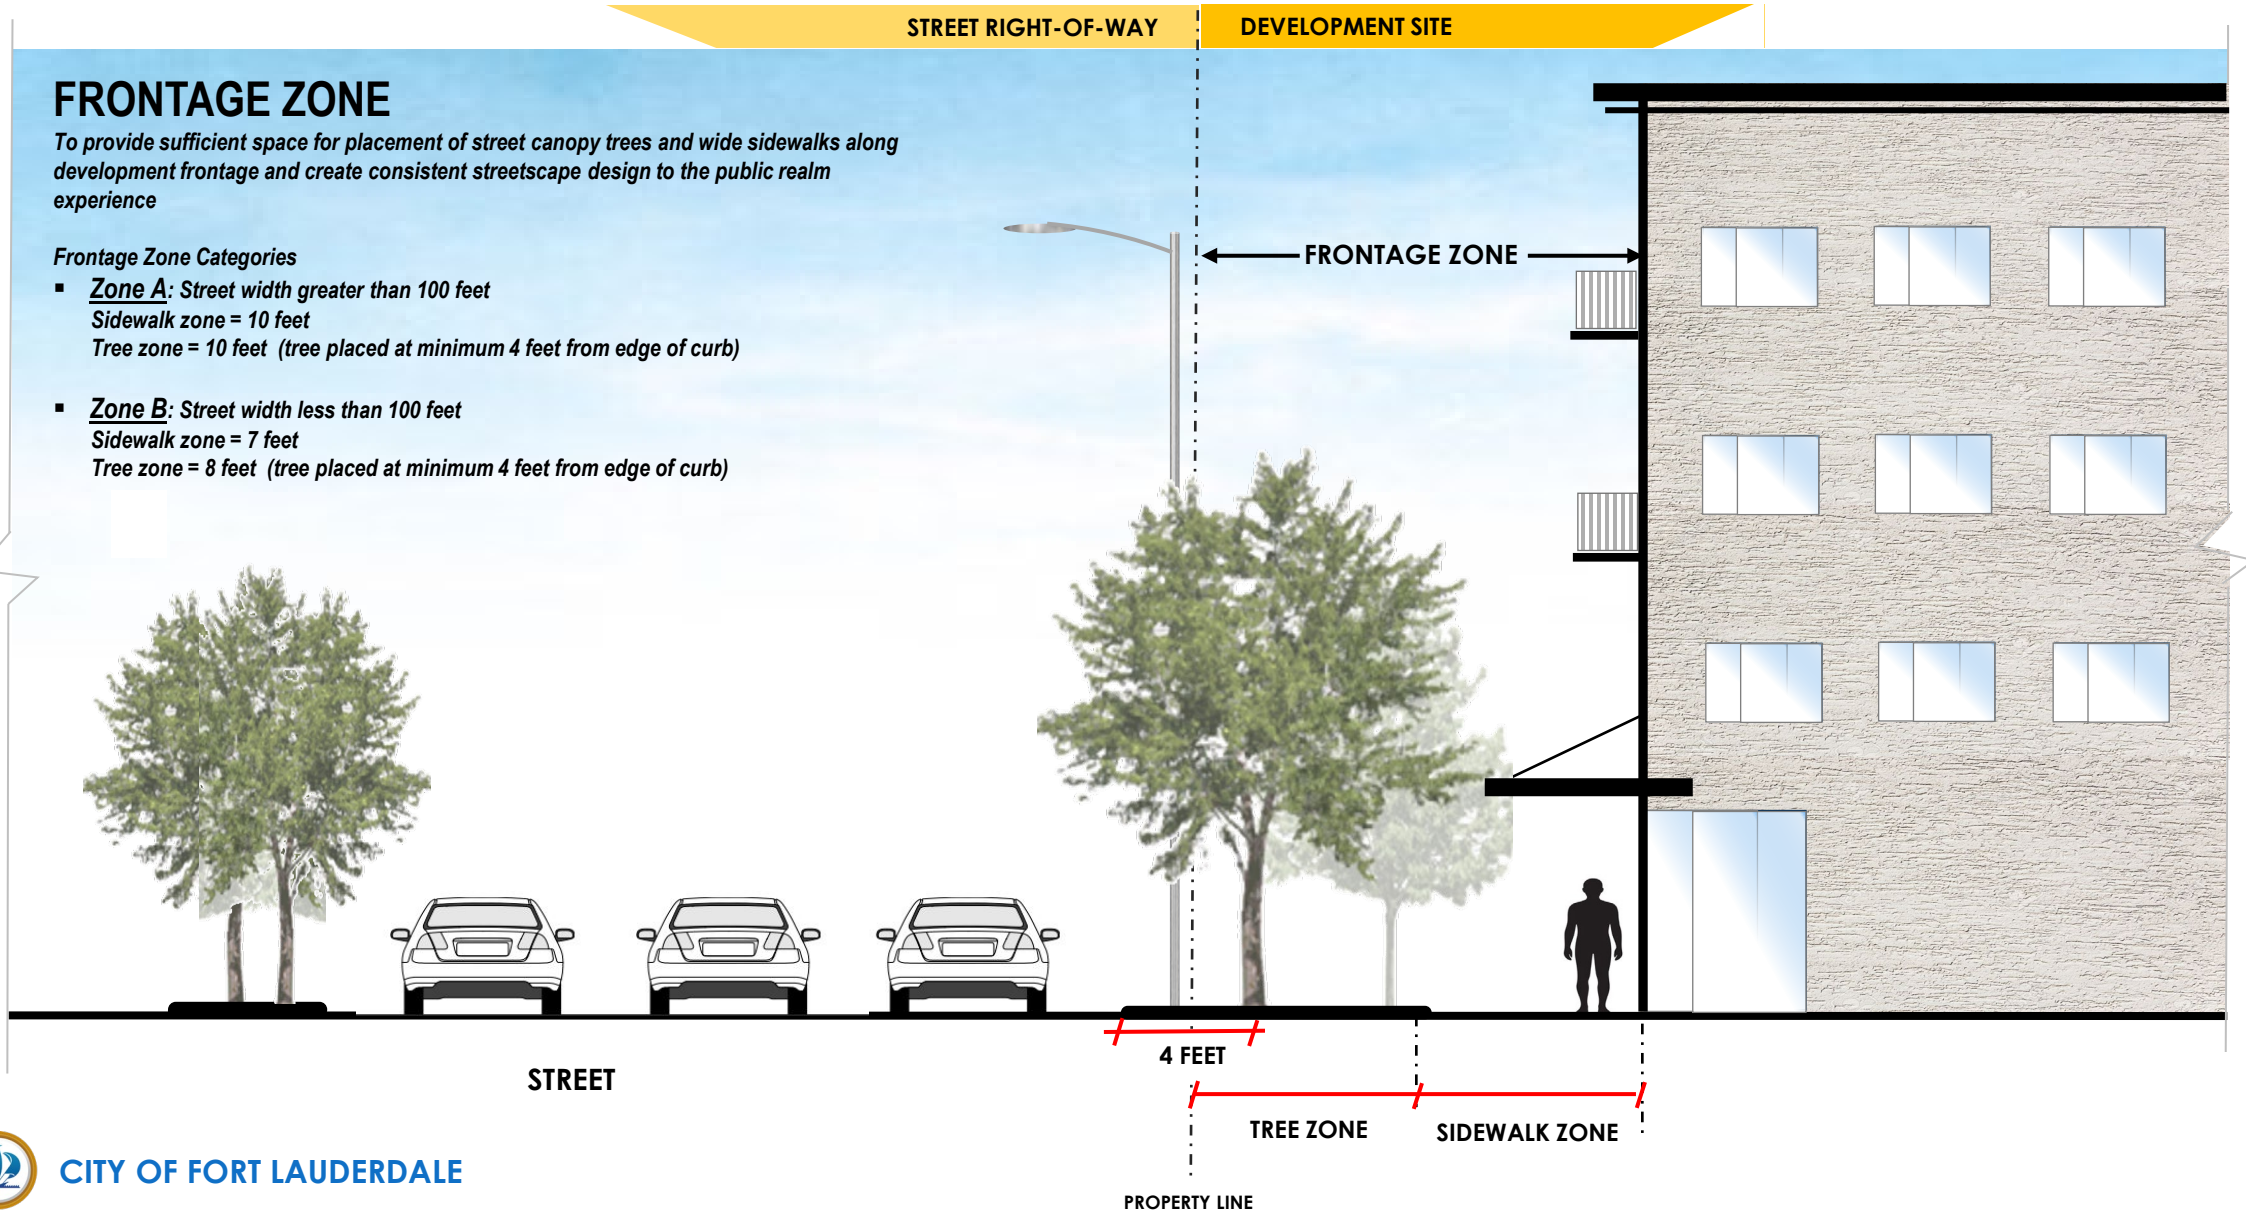 STREET RIGHT-OF-WAY
DEVELOPMENT SITE
FRONTAGE ZONE
To provide sufficient space for placement of street canopy trees and wide sidewalks along
development frontage and create consistent streetscape design to the public realm
experience
Frontage Zone Categories
▪ Zone A: Street width greater than 100 feet
Sidewalk zone = 10 feet
Tree zone = 10 feet (tree placed at minimum 4 feet from edge of curb)
▪ Zone B: Street width less than 100 feet
Sidewalk zone = 7 feet
Tree zone = 8 feet (tree placed at minimum 4 feet from edge of curb)
FRONTAGE ZONE
4 FEET
STREET
TREE ZONE
SIDEWALK ZONE
CITY OF FORT LAUDERDALE
PROPERTY LINE